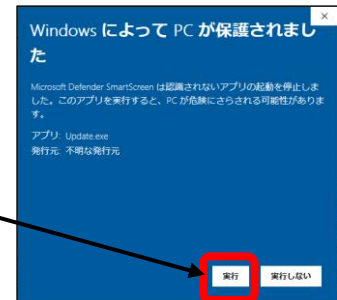 Windows によって PC が保護されまし
た
Microsoft Defender SmartScreen は認識されないアプリの起動を停止しま
した。このアプリを実行すると、PC が危険にさらされる可能性がありま
す。
アプリ: Update.exe
発行元: 不明な発行元
実行 実行しない